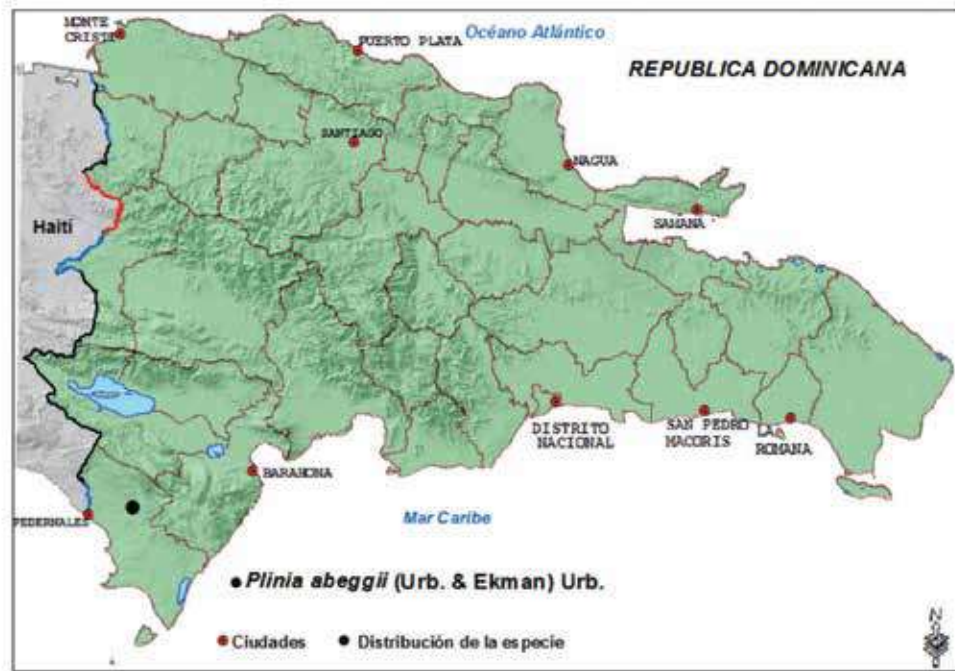 MONTE
CRISTI
PUERTO PLATA
Océano Atlántico
REPUBLICA DOMINICANA
SANTIAGO
NAGUA
Haití
SAMANA
DISTRITO
NACIONAL
SAN PEDRO
MACORIS
LA
ROMANA
BARAHONA
PEDERNALES
Mar Caribe
Plinia abeggii (Urb. & Ekman) Urb.
Ciudades
Distribución de la especie
N